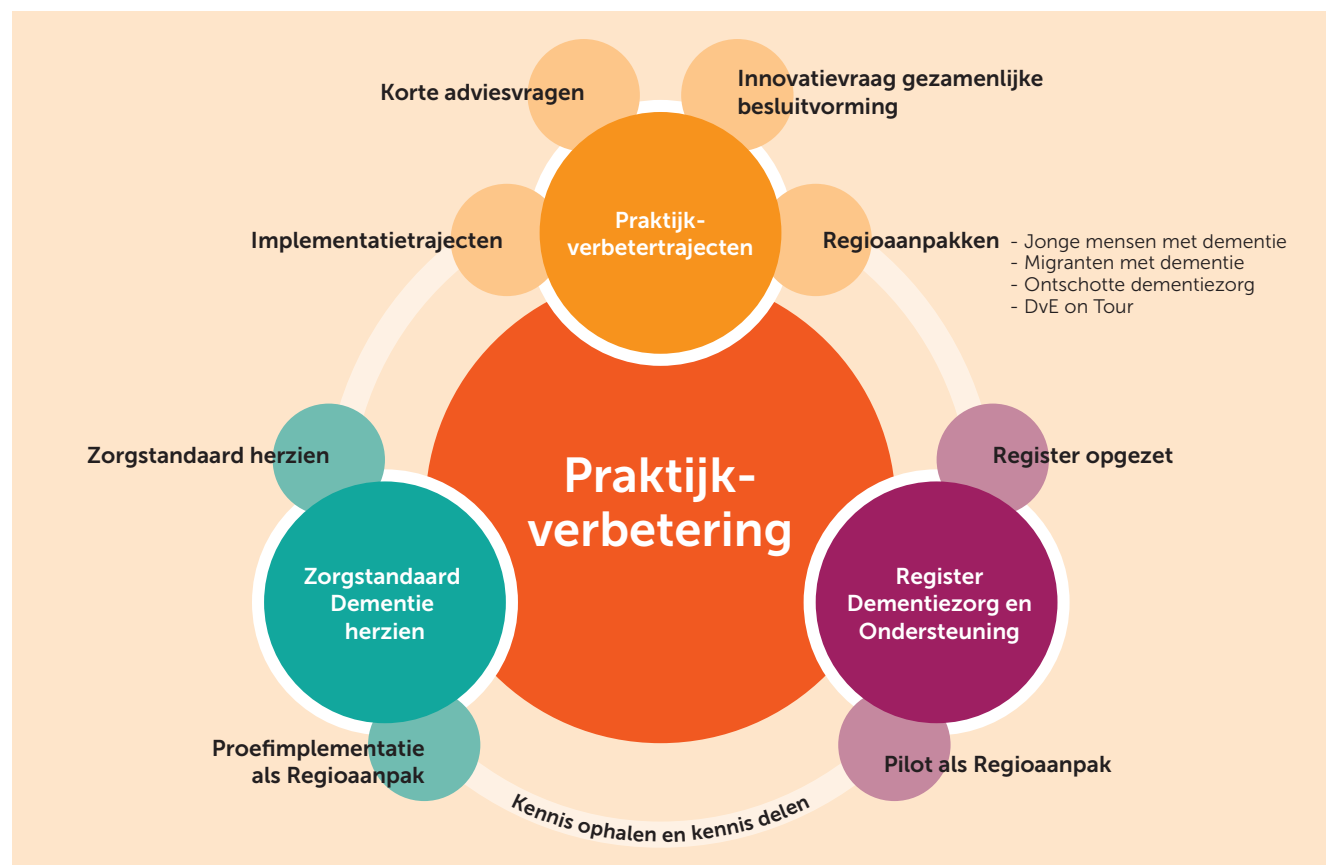 Korte adviesvragen
Innovatievraag gezamenlijke
besluitvorming
Praktijk-
verbetertrajecten
Implementatietrajecten
Regioaanpakken
- Jonge mensen met dementie
- Migranten met dementie
- Ontschotte dementiezorg
- DvE on Tour
Zorgstandaard herzien
Register opgezet
Praktijk-
verbetering
Zorgstandaard
Dementie
herzien
Register
Dementiezorg en
Ondersteuning
Proefimplementatie
als Regioaanpak
Pilot als Regioaanpak
Kennis ophalen en kennis delen